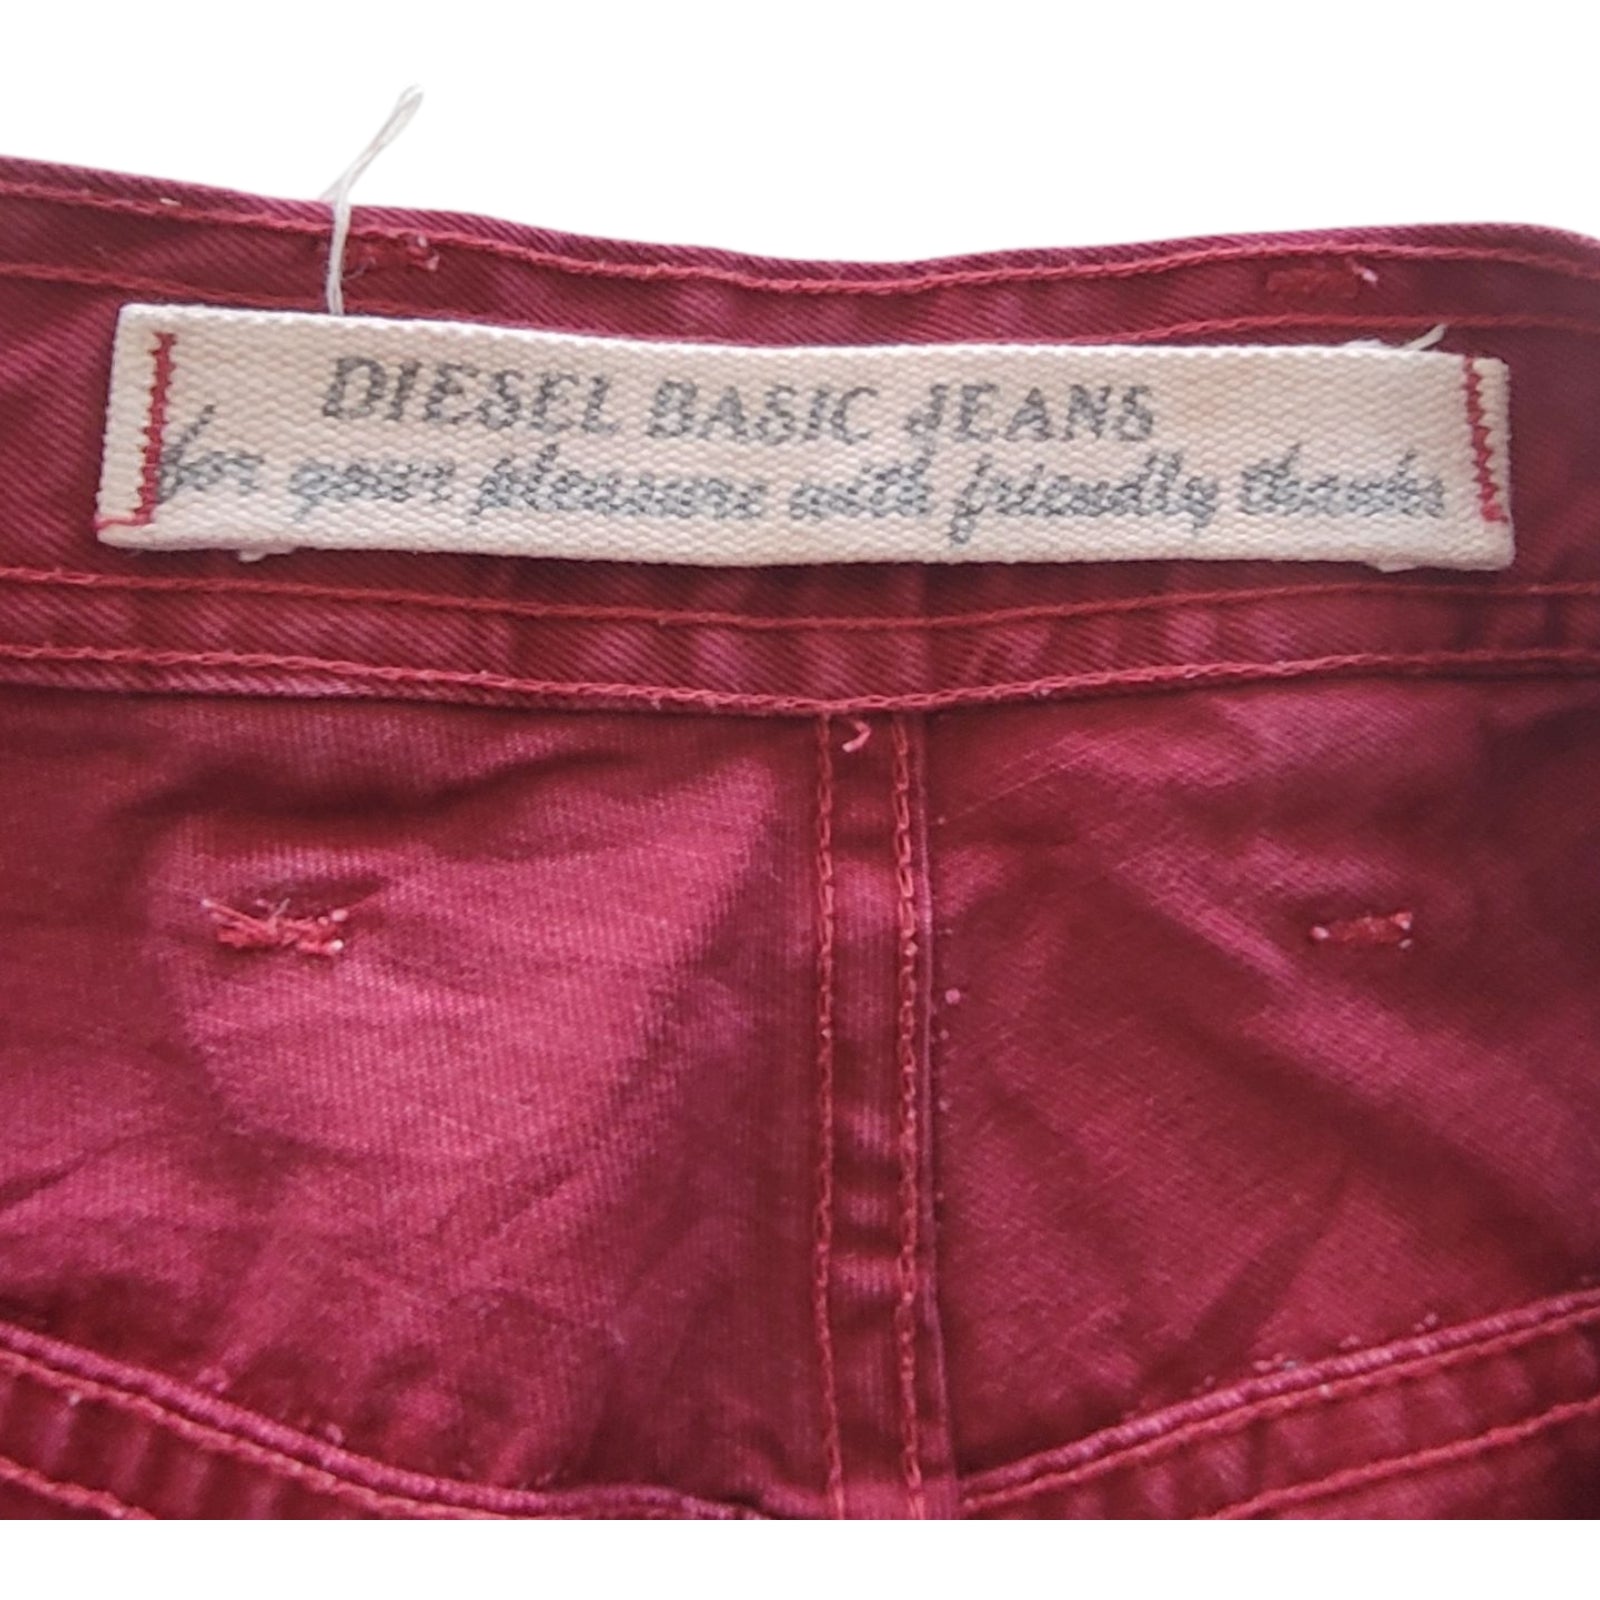 DIESEL BASIC JEANS
for your pleasure with friendly thanks